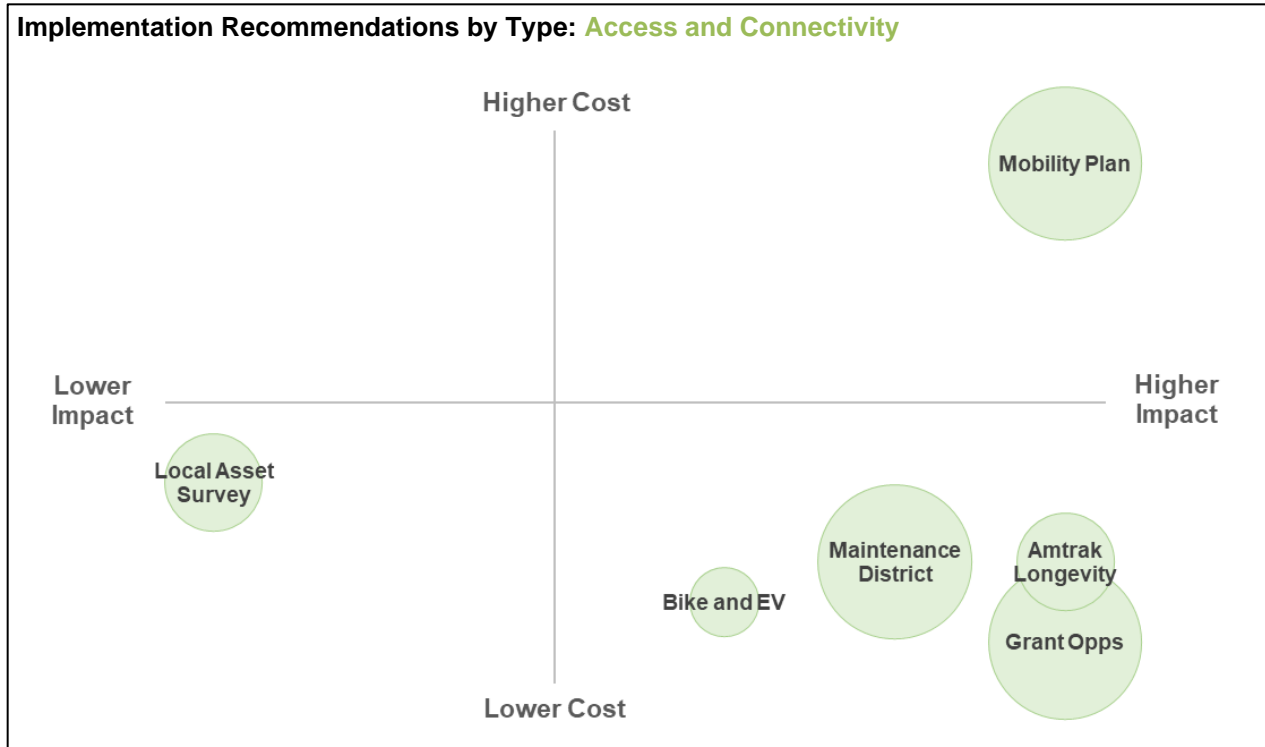 Implementation Recommendations by Type: Access and Connectivity
Higher Cost
Mobility Plan
Lower
Impact
Higher
Impact
Local Asset
Survey
Maintenance
District
Amtrak
Longevity
Bike and EV
Grant Opps
Lower Cost